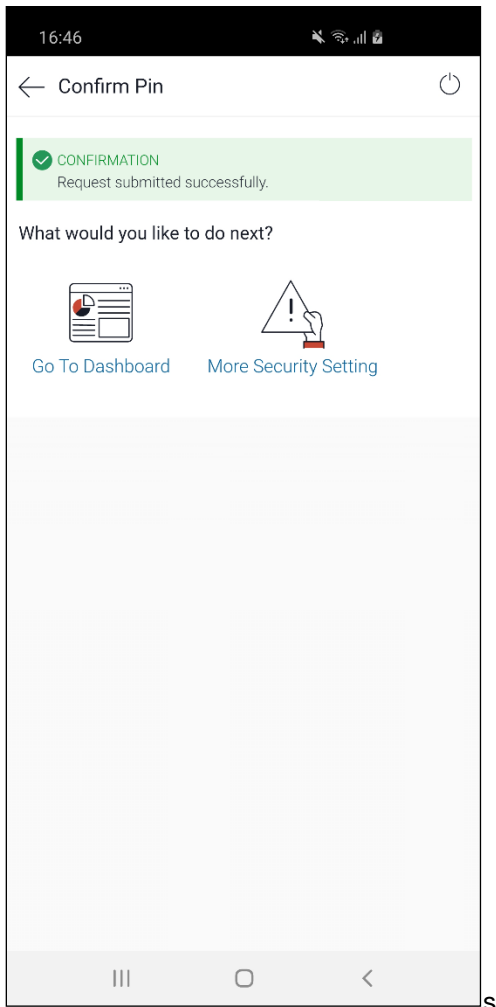 16:46
Confirm Pin
CONFIRMATION
Request submitted successfully.
What would you like to do next?
Go To Dashboard
More Security Setting
s